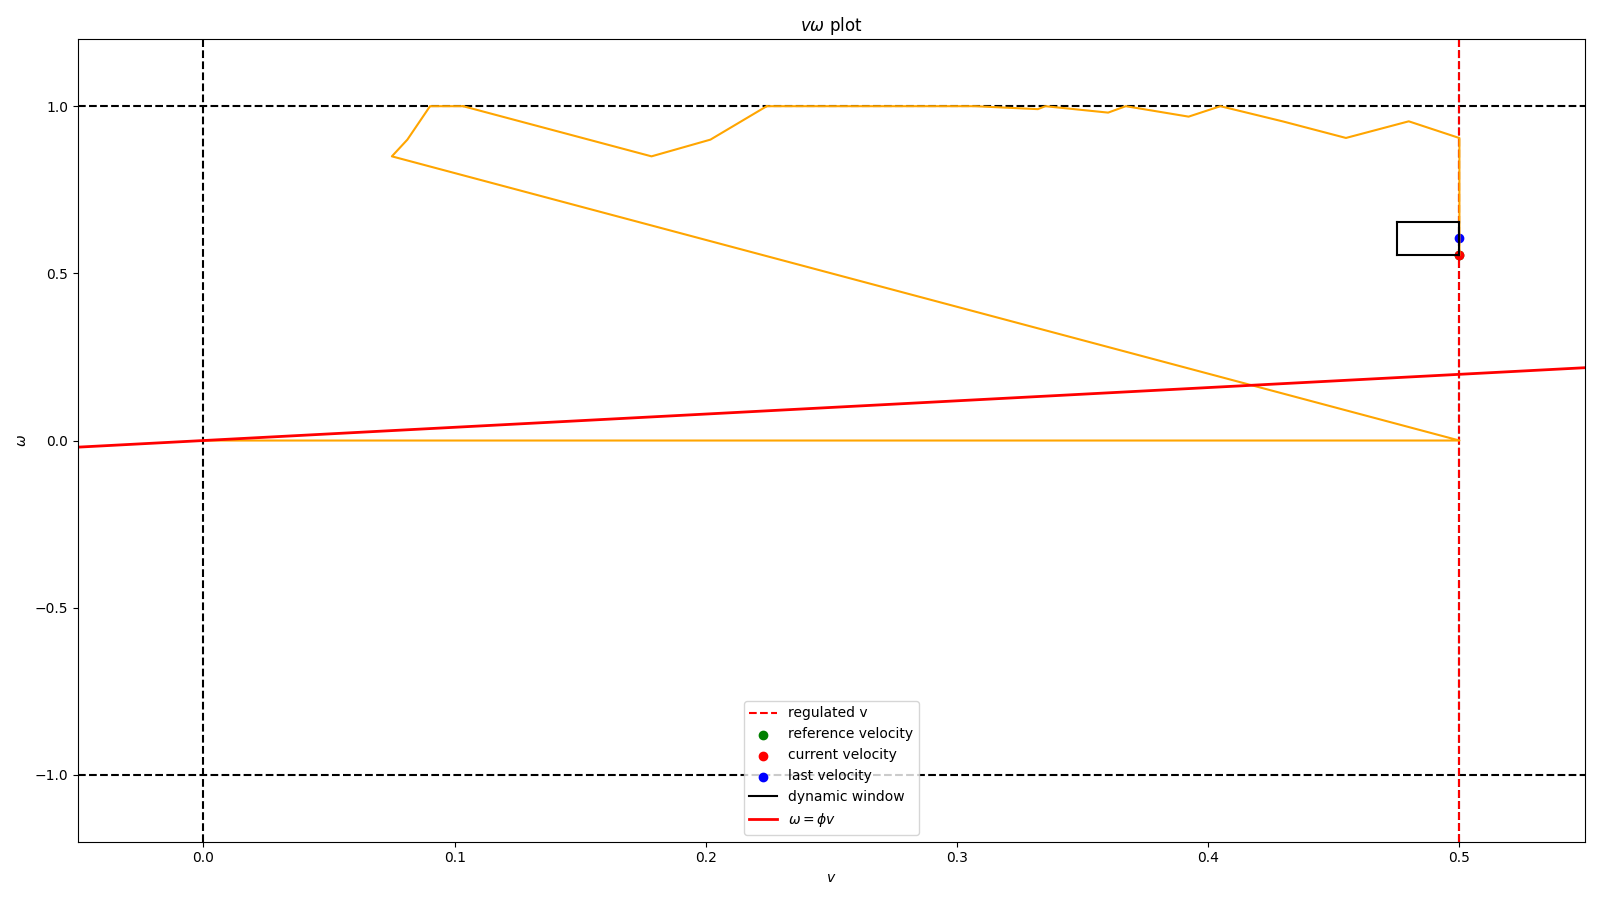 vω plot
1.0
0.5
0.0
−0.5
−1.0
ω
0.0 0.1 0.2 0.3 0.4 0.5
v
regulated v
reference velocity
current velocity
last velocity
dynamic window
ω = ϕv